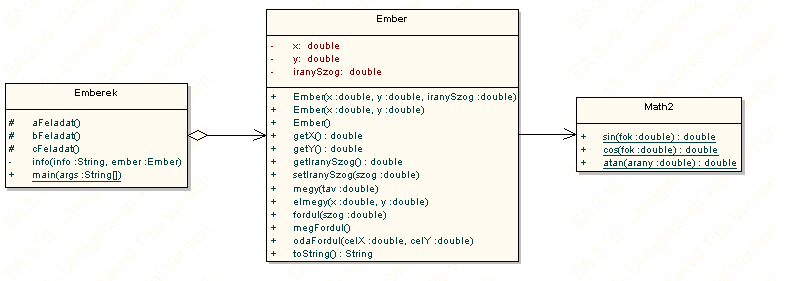 Emberek
# aFeladat()
# bFeladat()
# cFeladat()
- info(info :String, ember :Ember)
+ main(args :String[])
Ember
- x: double
- y: double
- iranySzog: double
+ Ember(x :double, y :double, iranySzog :double)
+ Ember(x :double, y :double)
+ Ember()
+ getX() : double
+ getY() : double
+ getIranySzog() : double
+ setIranySzog(szog :double)
+ megy(tav :double)
+ elmegy(x :double, y :double)
+ fordul(szog :double)
+ megFordul()
+ odaFordul(celX :double, celY :double)
+ toString() : String
Math2
+ sin(fok :double) : double
+ cos(fok :double) : double
+ atan(arany :double) : double